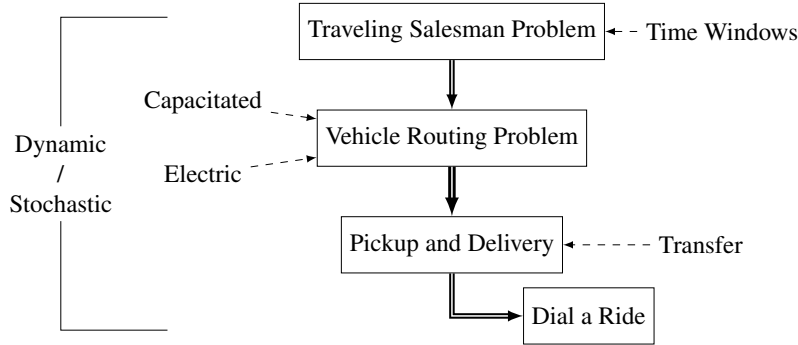 Traveling Salesman Problem
Time Windows
Capacitated
Vehicle Routing Problem
Dynamic
/
Stochastic
Electric
Pickup and Delivery
Transfer
Dial a Ride